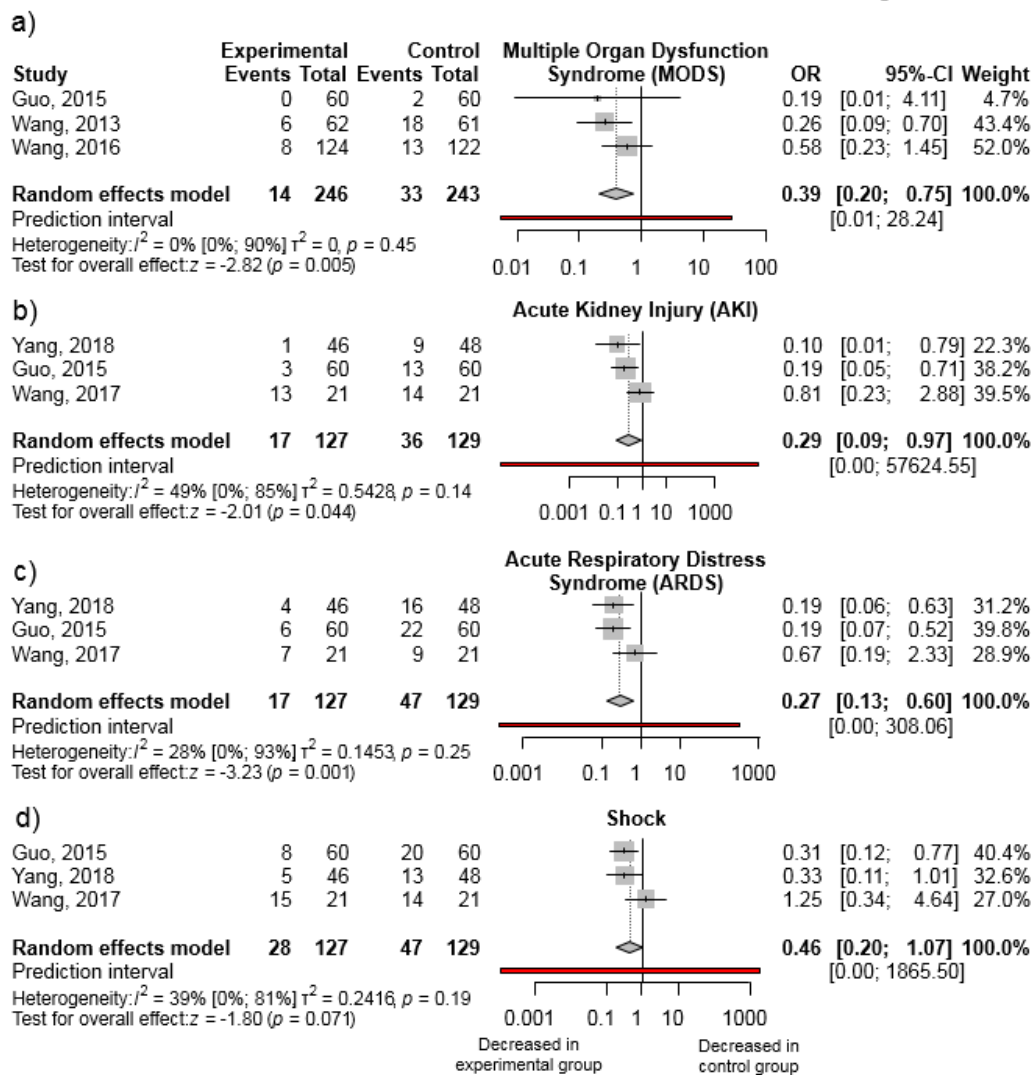 a)
Experimental Control Multiple Organ Dysfunction
Study Events Total Events Total Syndrome (MODS) OR 95%-CI Weight
Guo, 2015 0 60 2 60 0.19 [0.01; 4.11] 4.7%
Wang, 2013 6 62 18 61 0.26 [0.09; 0.70] 43.4%
Wang, 2016 8 124 13 122 0.58 [0.23; 1.45] 52.0%
Random effects model 14 246 33 243 0.39 [0.20; 0.75] 100.0%
Prediction interval [0.01; 28.24]
Heterogeneity: I² = 0% [0%; 90%] τ² = 0, p = 0.45
Test for overall effect: z = -2.82 (p = 0.005)
0.01 0.1 1 10 100
b)
Acute Kidney Injury (AKI)
Yang, 2018 1 46 9 48 0.10 [0.01; 0.79] 22.3%
Guo, 2015 3 60 13 60 0.19 [0.05; 0.71] 38.2%
Wang, 2017 13 21 14 21 0.81 [0.23; 2.88] 39.5%
Random effects model 17 127 36 129 0.29 [0.09; 0.97] 100.0%
Prediction interval [0.00; 57624.55]
Heterogeneity: I² = 49% [0%; 85%] τ² = 0.5428, p = 0.14
Test for overall effect: z = -2.01 (p = 0.044)
0.001 0.1 1 10 1000
c)
Acute Respiratory Distress
Syndrome (ARDS)
Yang, 2018 4 46 16 48 0.19 [0.06; 0.63] 31.2%
Guo, 2015 6 60 22 60 0.19 [0.07; 0.52] 39.8%
Wang, 2017 7 21 9 21 0.67 [0.19; 2.33] 28.9%
Random effects model 17 127 47 129 0.27 [0.13; 0.60] 100.0%
Prediction interval [0.00; 308.06]
Heterogeneity: I² = 28% [0%; 93%] τ² = 0.1453, p = 0.25
Test for overall effect: z = -3.23 (p = 0.001)
0.001 0.1 1 10 1000
d)
Shock
Guo, 2015 8 60 20 60 0.31 [0.12; 0.77] 40.4%
Yang, 2018 5 46 13 48 0.33 [0.11; 1.01] 32.6%
Wang, 2017 15 21 14 21 1.25 [0.34; 4.64] 27.0%
Random effects model 28 127 47 129 0.46 [0.20; 1.07] 100.0%
Prediction interval [0.00; 1865.50]
Heterogeneity: I² = 39% [0%; 81%] τ² = 0.2416, p = 0.19
Test for overall effect: z = -1.80 (p = 0.071)
0.001 0.1 1 10 1000
Decreased in Decreased in
experimental group control group